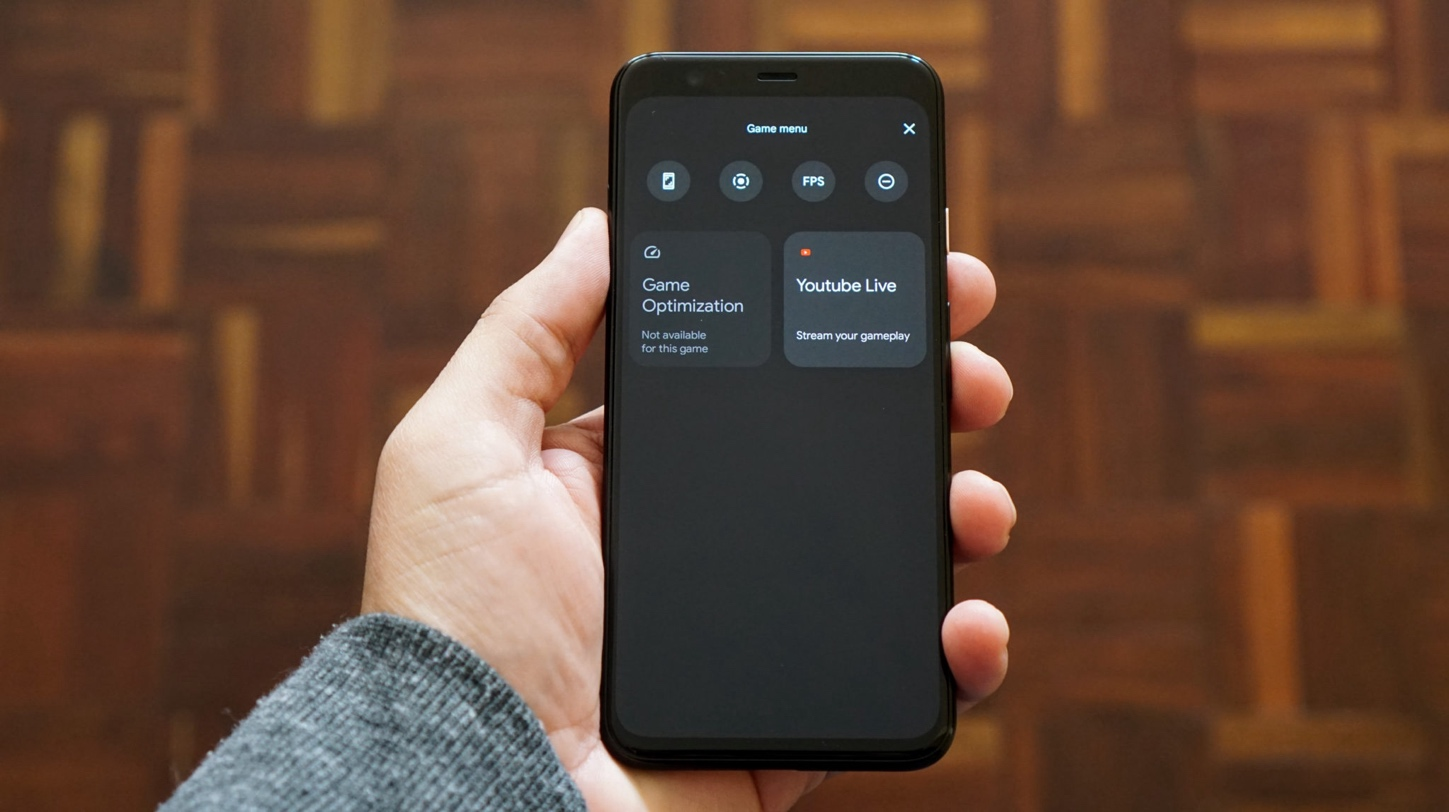 Game menu
FPS
Game
Optimization
Not available
for this game
Youtube Live
Stream your gameplay